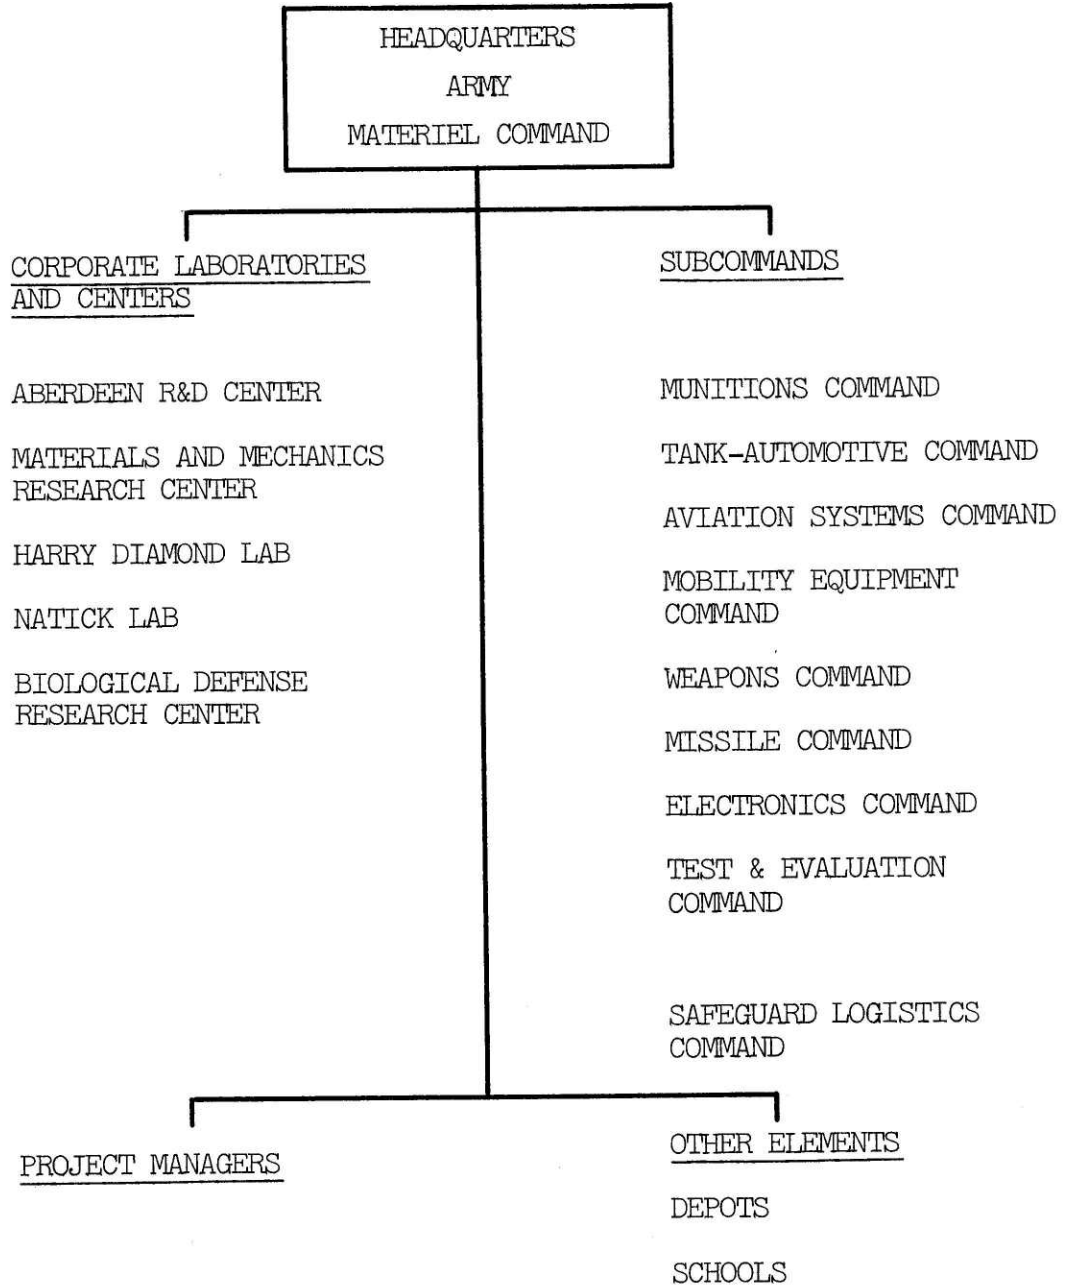 HEADQUARTERS
ARMY
MATERIEL COMMAND
CORPORATE LABORATORIES
AND CENTERS
ABERDEEN R&D CENTER
MATERIALS AND MECHANICS
RESEARCH CENTER
HARRY DIAMOND LAB
NATICK LAB
BIOLOGICAL DEFENSE
RESEARCH CENTER
SUBCOMMANDS
MUNITIONS COMMAND
TANK-AUTOMOTIVE COMMAND
AVIATION SYSTEMS COMMAND
MOBILITY EQUIPMENT
COMMAND
WEAPONS COMMAND
MISSILE COMMAND
ELECTRONICS COMMAND
TEST & EVALUATION
COMMAND
SAFEGUARD LOGISTICS
COMMAND
PROJECT MANAGERS
OTHER ELEMENTS
DEPOTS
SCHOOLS